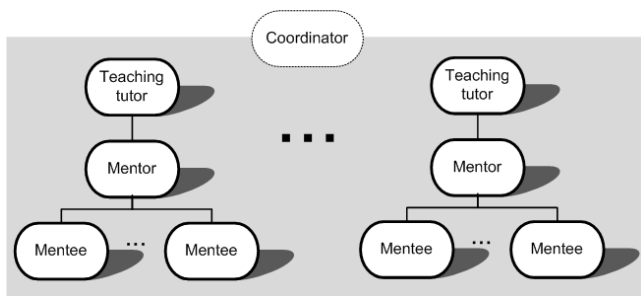 Coordinator
Teaching
tutor
Teaching
tutor
Mentor
...
Mentor
Mentee
...
Mentee
Mentee
...
Mentee